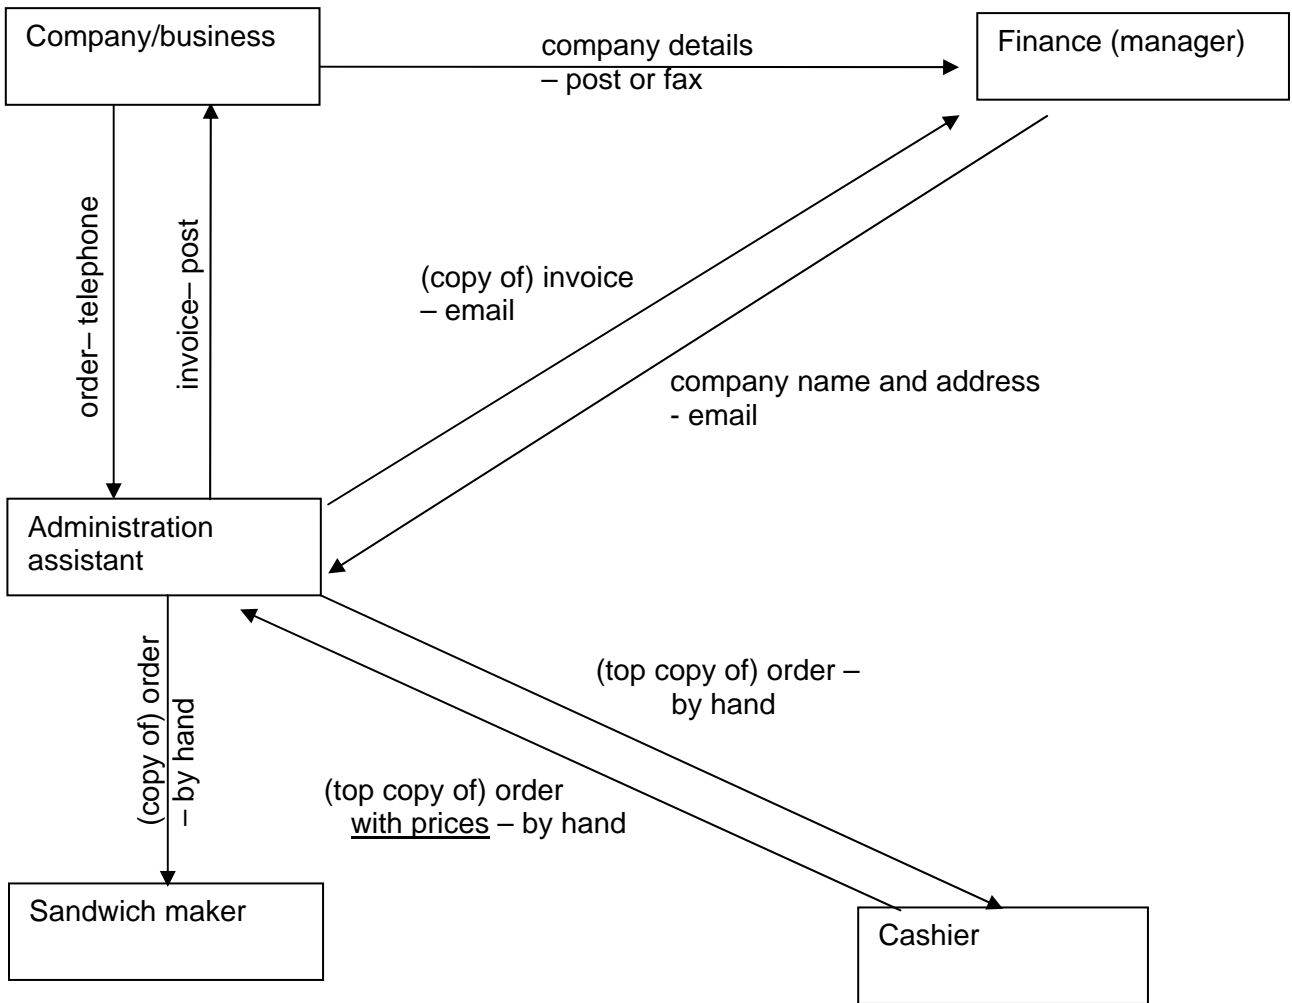 Company/business
company details
– post or fax
Finance (manager)
order– telephone
invoice– post
(copy of) invoice
– email
company name and address
- email
Administration
assistant
(copy of) order
– by hand
(top copy of) order –
by hand
(top copy of) order
with prices – by hand
Sandwich maker
Cashier